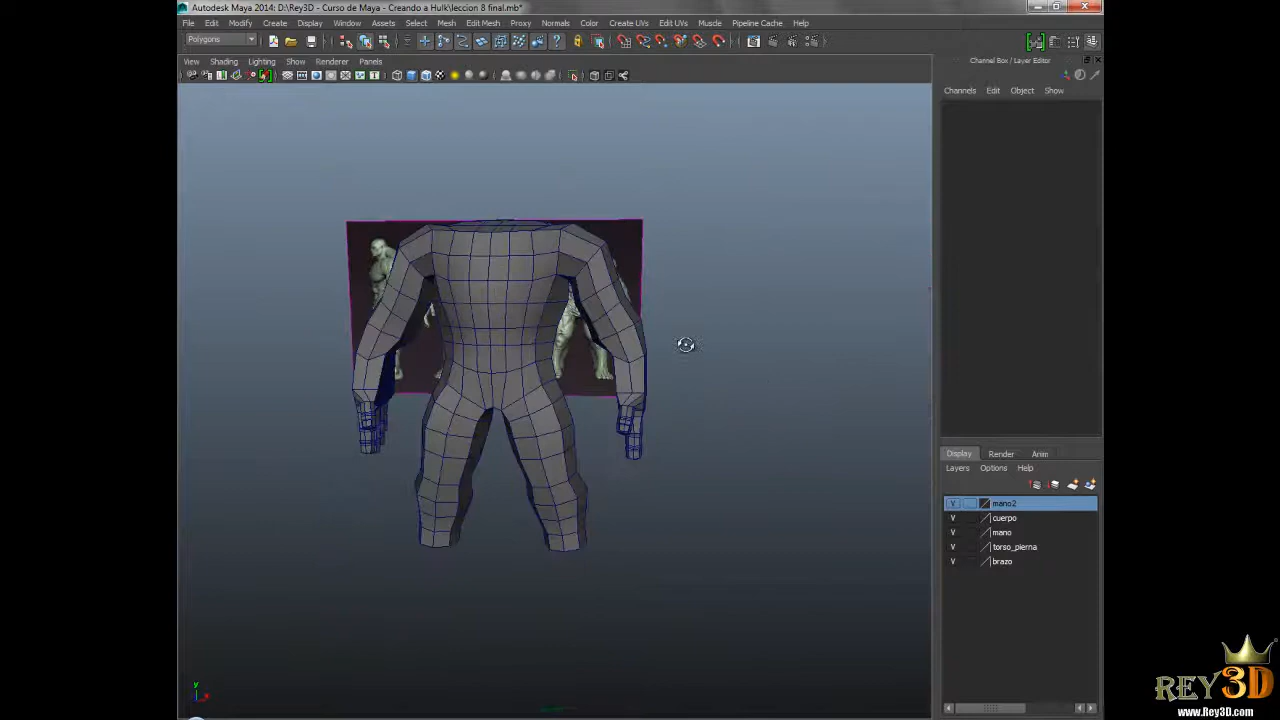 Autodesk Maya 2014: D:\Rey3D - Curso de Maya - Creando a Hulk\leccion 8 final.mb*
File Edit Modify Create Display Window Assets Select Mesh Edit Mesh Proxy Normals Color Create UVs Edit UVs Muscle Pipeline Cache Help
Polygons
View Shading Lighting Show Renderer Panels
Channel Box / Layer Editor
Channels Edit Object Show
Display Render Anim
Layers Options Help
V mano2
V cuerpo
V mano
V torso_pierna
V brazo
y
x
REY3D
www.Rey3D.com